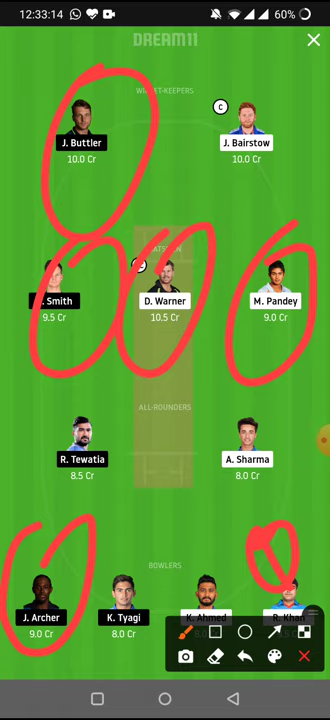 12:33:14
60%
DREAM11
WICKET-KEEPERS
C
J. Buttler
J. Bairstow
10.0 Cr
10.0 Cr
Smith
D. Warner
M. Pandey
9.5 Cr
10.5 Cr
9.0 Cr
ALL-ROUNDERS
R. Tewatia
A. Sharma
8.5 Cr
8.0 Cr
BOWLERS
J. Archer
K. Tyagi
K. Ahmed
R. Khan
9.0 Cr
8.0 Cr